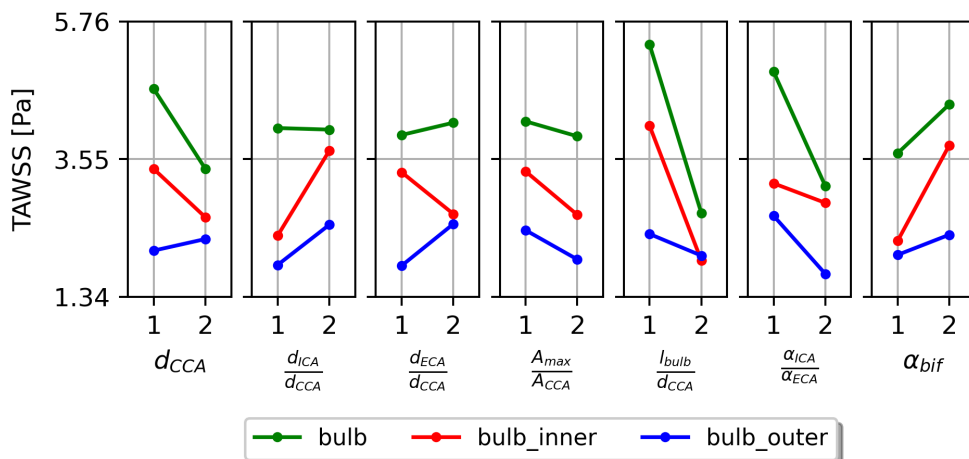 5.76
3.55
1.34
TAWSS [Pa]
1 2 1 2 1 2 1 2 1 2 1 2 1 2
d_CCA d_ICA/d_CCA d_ECA/d_CCA A_max/A_CCA l_bulb/d_CCA α_ICA/α_ECA α_bif
bulb bulb_inner bulb_outer